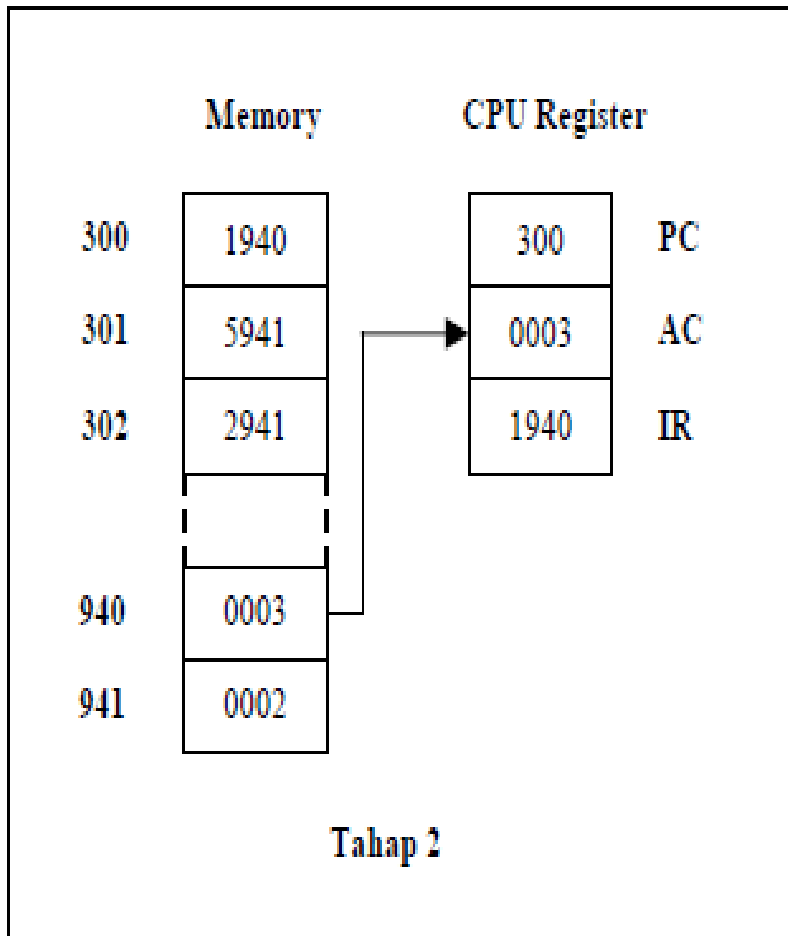 Memory CPU Register
300 1940 300 PC
301 5941 0003 AC
302 2941 1940 IR
940 0003
941 0002
Tahap 2